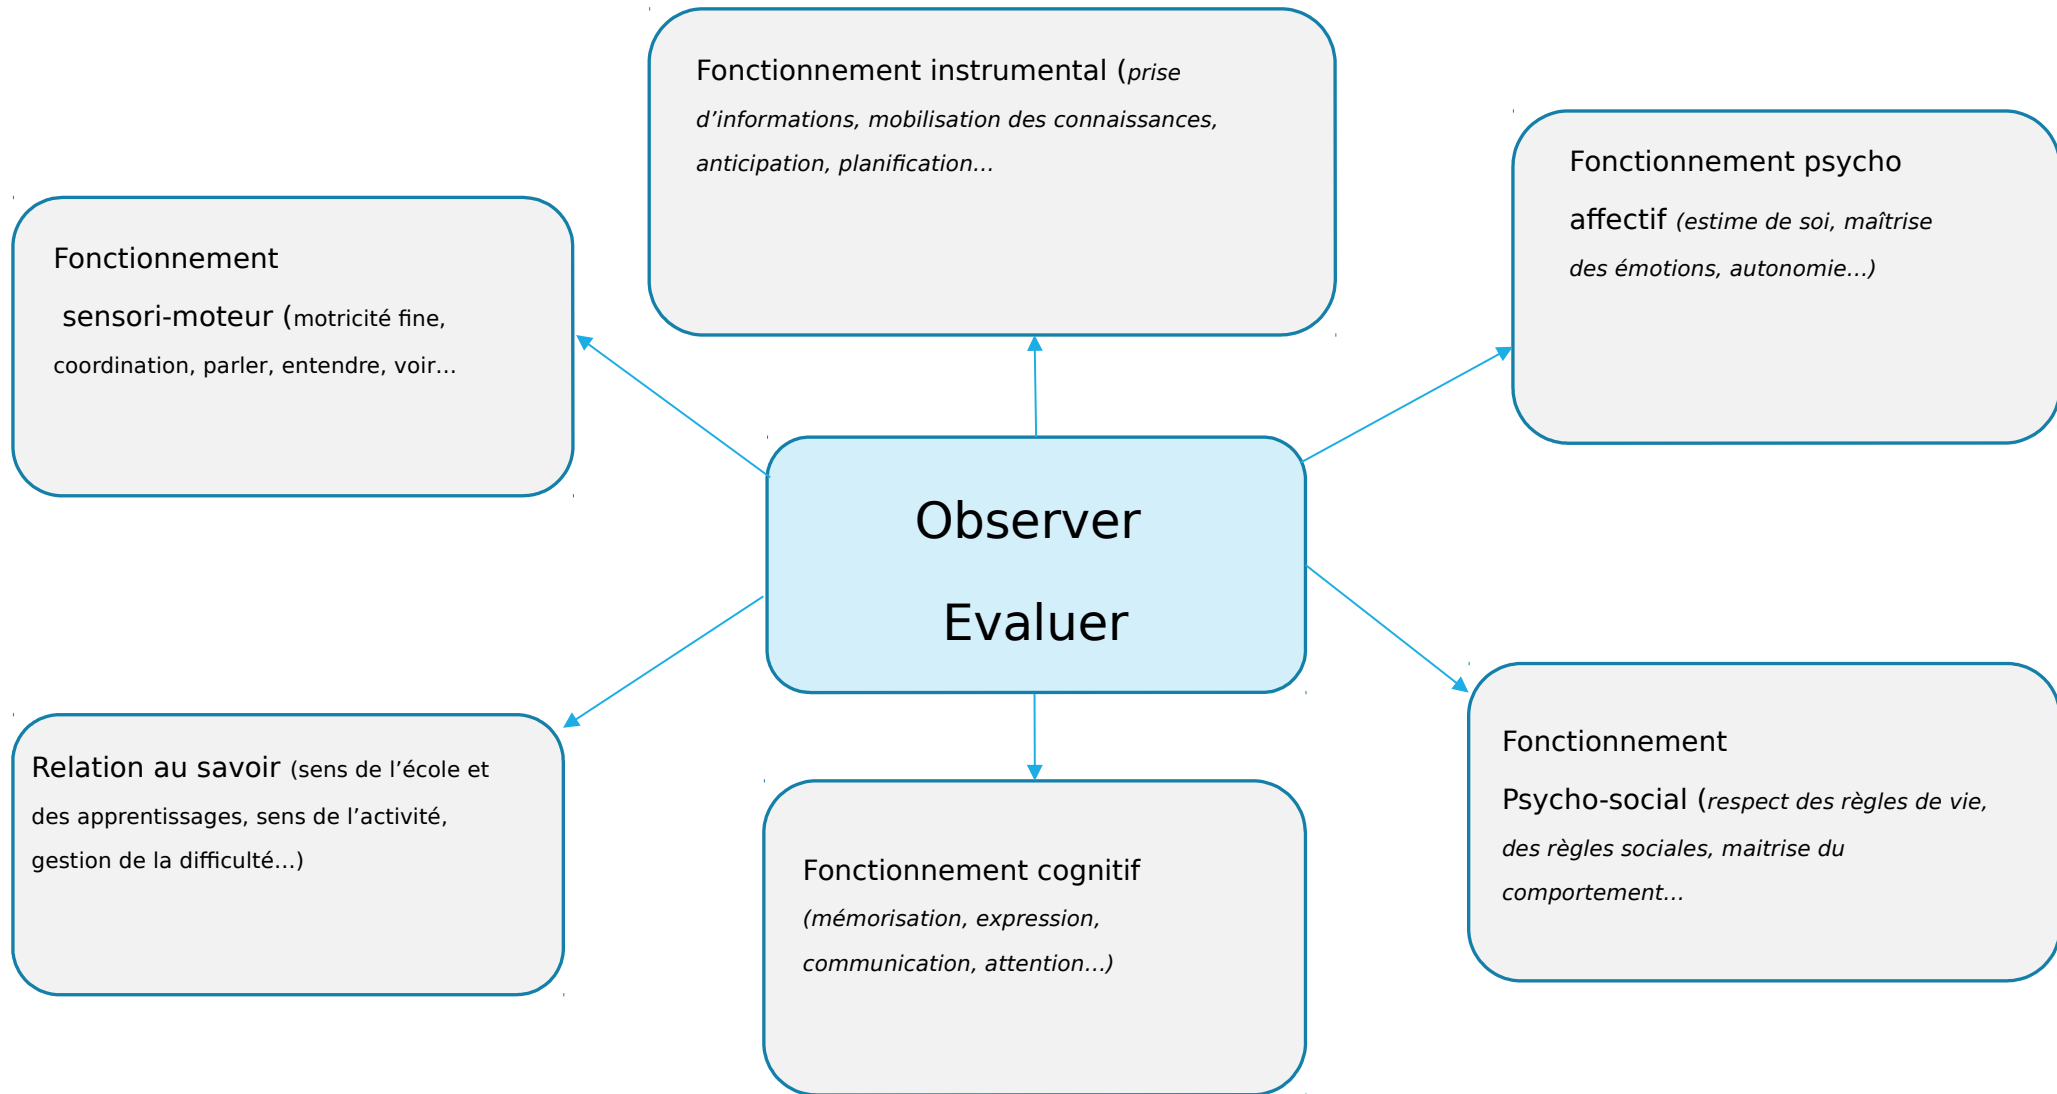 Fonctionnement instrumental (prise
d’informations, mobilisation des connaissances,
anticipation, planification…
Fonctionnement psycho
affectif (estime de soi, maîtrise
des émotions, autonomie…)
Fonctionnement
sensori-moteur (motricité fine,
coordination, parler, entendre, voir…
Observer
Evaluer
Relation au savoir (sens de l’école et
des apprentissages, sens de l’activité,
gestion de la difficulté…)
Fonctionnement cognitif
(mémorisation, expression,
communication, attention…)
Fonctionnement
Psycho-social (respect des règles de vie,
des règles sociales, maitrise du
comportement…